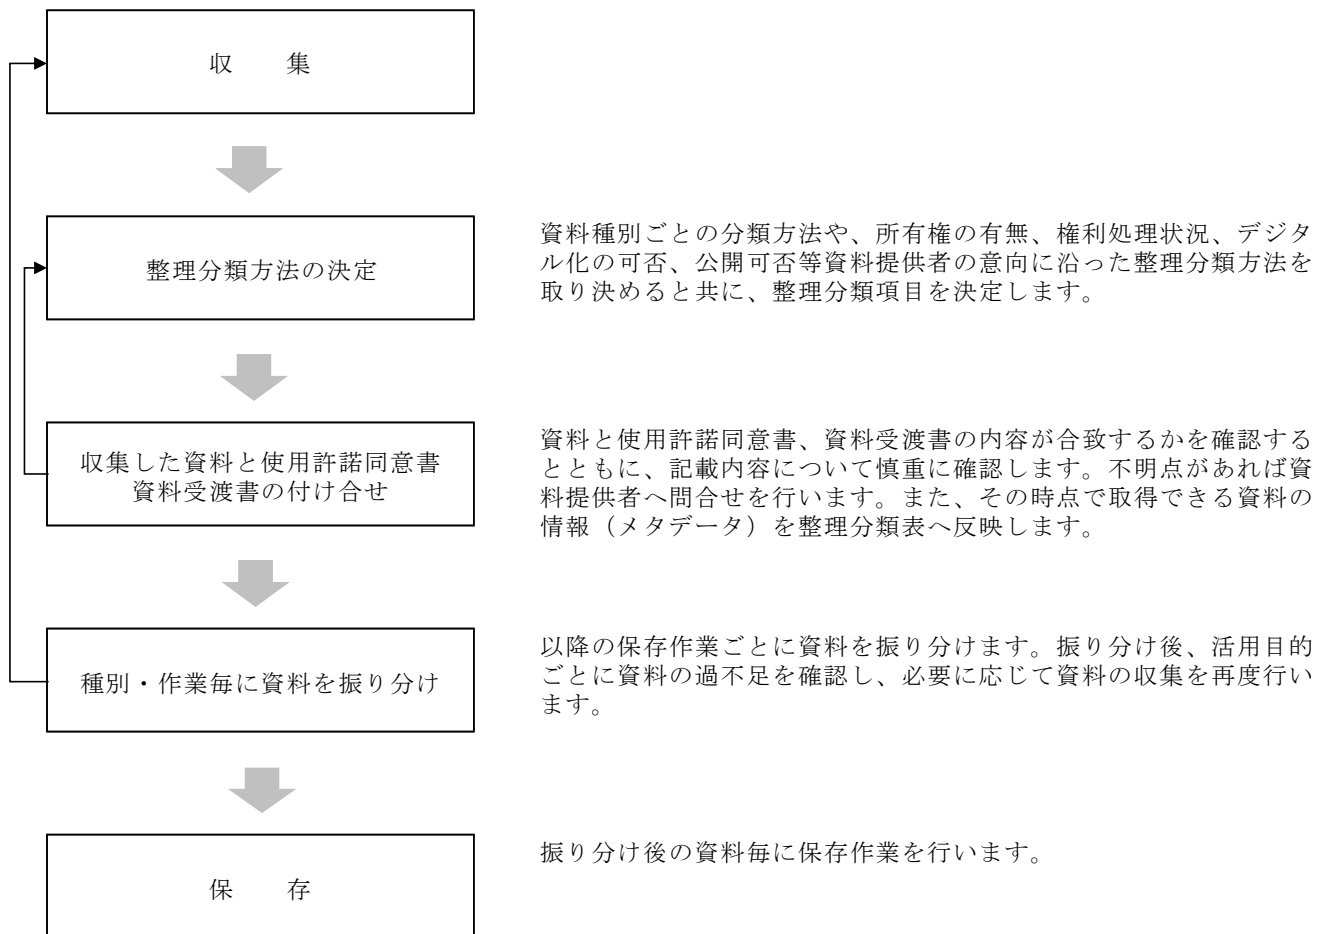 収　集
整理分類方法の決定
資料種別ごとの分類方法や、所有権の有無、権利処理状況、デジタ
ル化の可否、公開可否等資料提供者の意向に沿った整理分類方法を
取り決めると共に、整理分類項目を決定します。
収集した資料と使用許諾同意書
資料受渡書の付け合せ
資料と使用許諾同意書、資料受渡書の内容が合致するかを確認する
とともに、記載内容について慎重に確認します。不明点があれば資
料提供者へ問合せを行います。また、その時点で取得できる資料の
情報（メタデータ）を整理分類表へ反映します。
種別・作業毎に資料を振り分け
以降の保存作業ごとに資料を振り分けます。振り分け後、活用目的
ごとに資料の過不足を確認し、必要に応じて資料の収集を再度行い
ます。
保　存
振り分け後の資料毎に保存作業を行います。